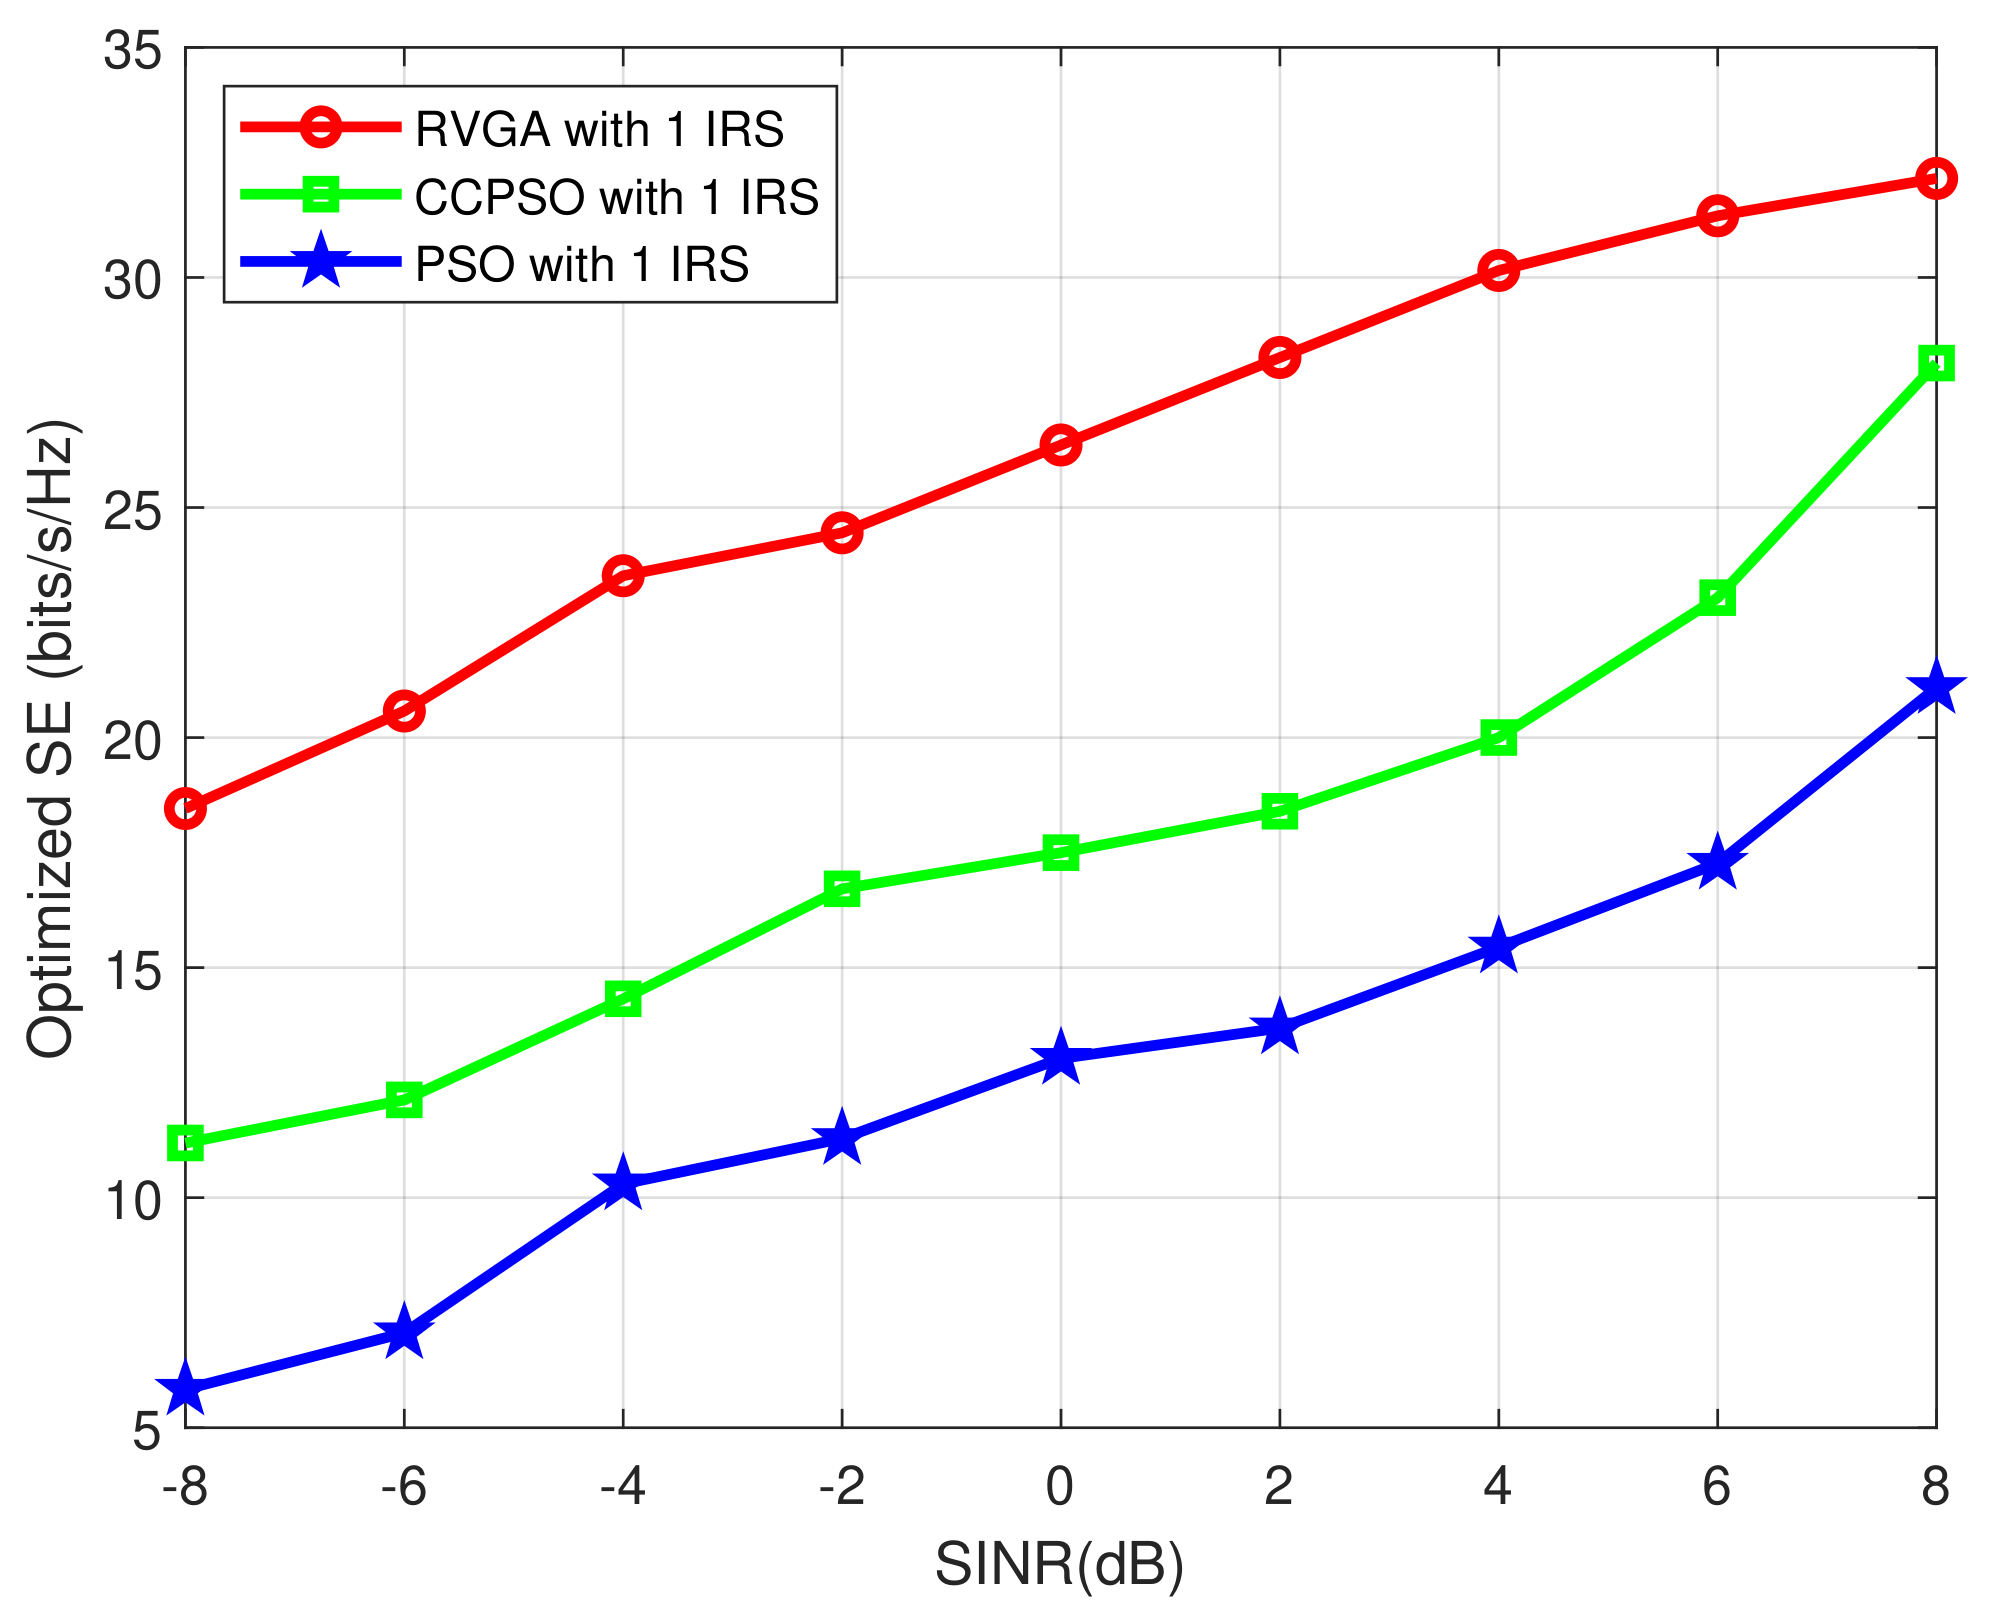 35
30
25
20
15
10
5
RVGA with 1 IRS
CCPSO with 1 IRS
PSO with 1 IRS
Optimized SE (bits/s/Hz)
-8 -6 -4 -2 0 2 4 6 8
SINR(dB)